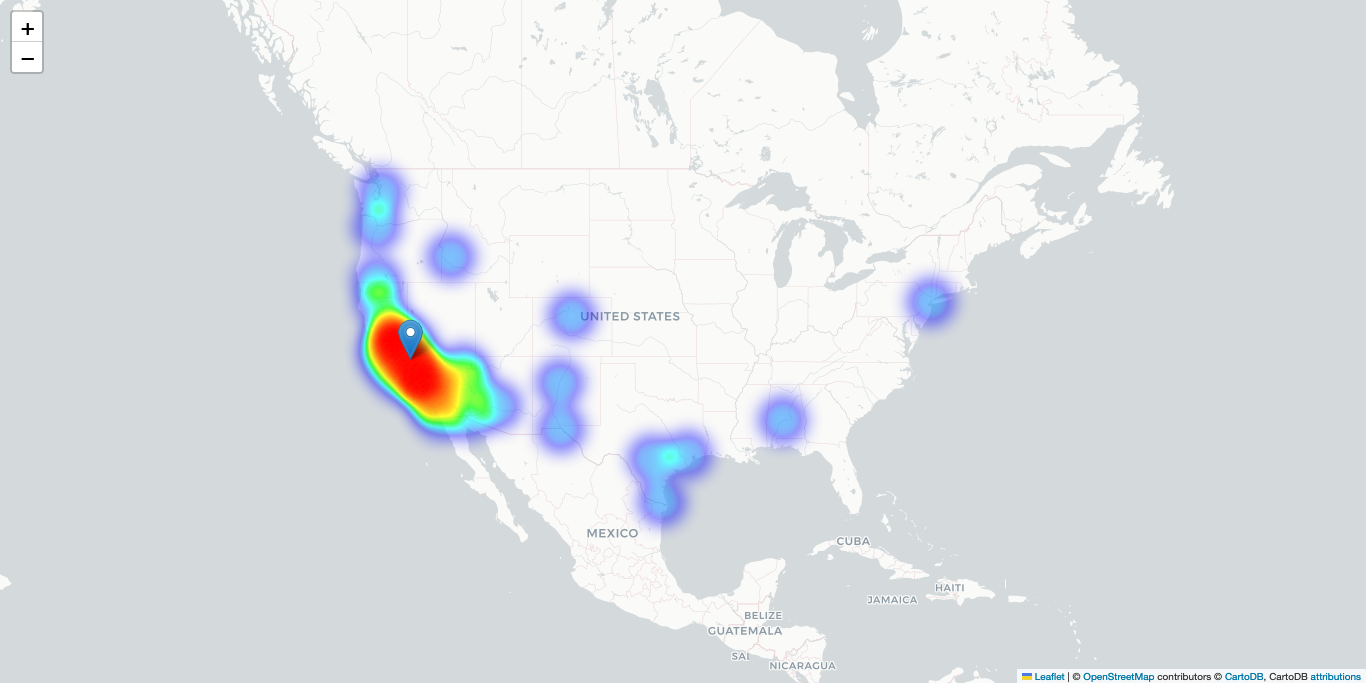 +
−
UNITED STATES
MEXICO
CUBA
HAITI
JAMAICA
BELIZE
GUATEMALA
SAL
NICARAGUA
Leaflet | © OpenStreetMap contributors © CartoDB, CartoDB attributions